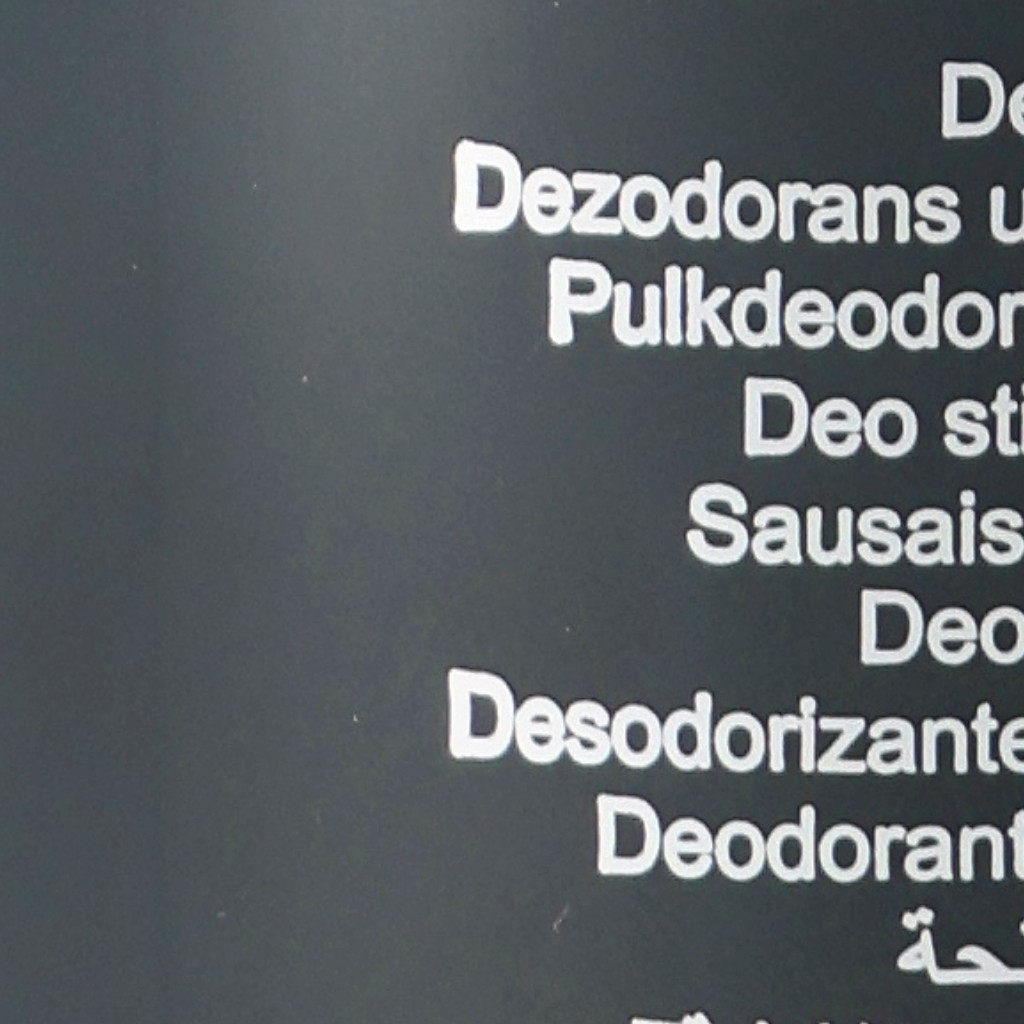 De
Dezodorans u
Pulkdeodor
Deo sti
Sausais
Deo
Desodorizante
Deodorant